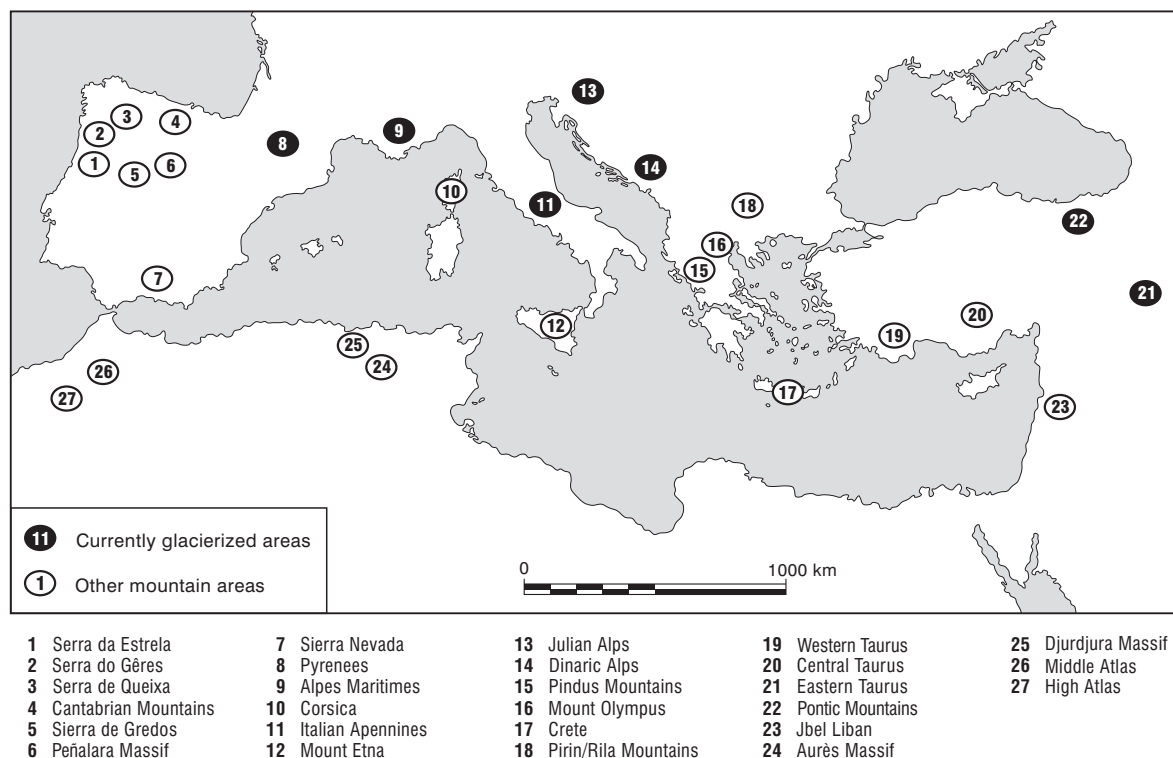 13
3
9
4
2
8
14
1
6
5
10
11
18
22
16
15
7
21
20
12
19
25
24
26
17
27
23
11 Currently glacierized areas
1 Other mountain areas
0 1000 km
1 Serra da Estrela
2 Serra do Gêres
3 Serra de Queixa
4 Cantabrian Mountains
5 Sierra de Gredos
6 Peñalara Massif
7 Sierra Nevada
8 Pyrenees
9 Alpes Maritimes
10 Corsica
11 Italian Apennines
12 Mount Etna
13 Julian Alps
14 Dinaric Alps
15 Pindus Mountains
16 Mount Olympus
17 Crete
18 Pirin/Rila Mountains
19 Western Taurus
20 Central Taurus
21 Eastern Taurus
22 Pontic Mountains
23 Jbel Liban
24 Aurès Massif
25 Djurdjura Massif
26 Middle Atlas
27 High Atlas